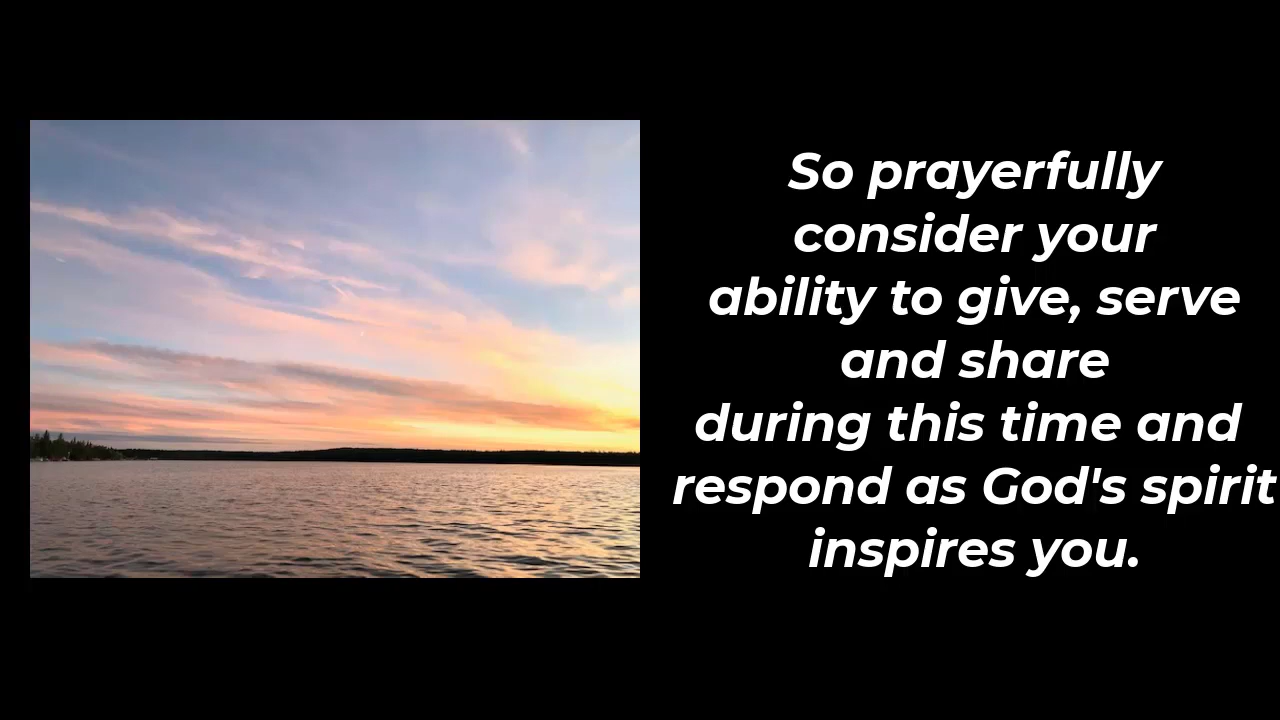 So prayerfully
consider your
ability to give, serve
and share
during this time and
respond as God's spirit
inspires you.